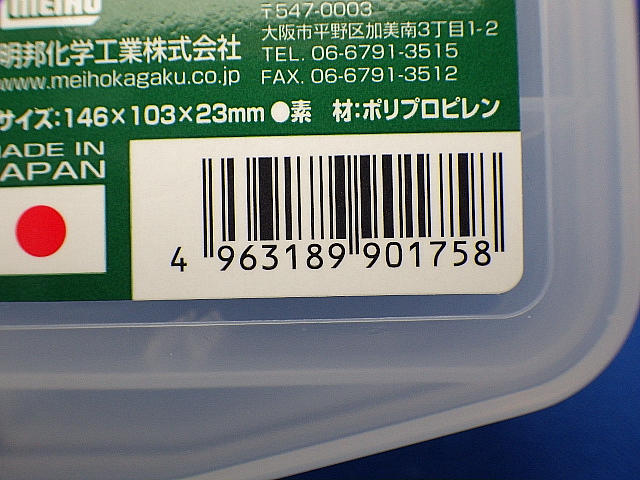 MEIHO
〒547-0003
大阪市平野区加美南3丁目1-2
明邦化学工業株式会社
TEL. 06-6791-3515
www.meihokagaku.co.jp
FAX. 06-6791-3512
サイズ:146×103×23mm ●素 材:ポリプロピレン
MADE IN
JAPAN
4 963189 901758